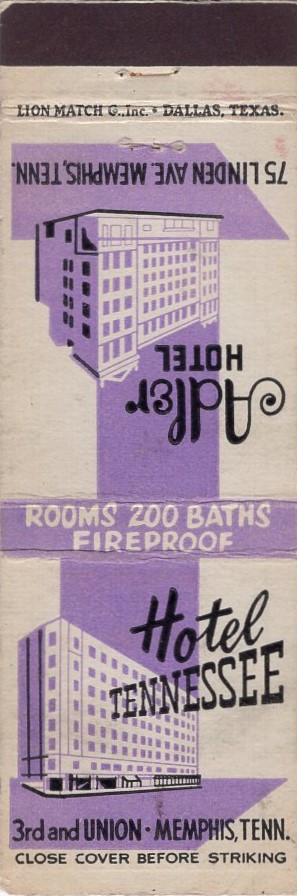 LION MATCH C.,Inc. • DALLAS, TEXAS.
75 LINDEN AVE. MEMPHIS, TENN.
HOTEL
Adler
ROOMS 200 BATHS
FIREPROOF
Hotel
TENNESSEE
3rd and UNION • MEMPHIS, TENN.
CLOSE COVER BEFORE STRIKING